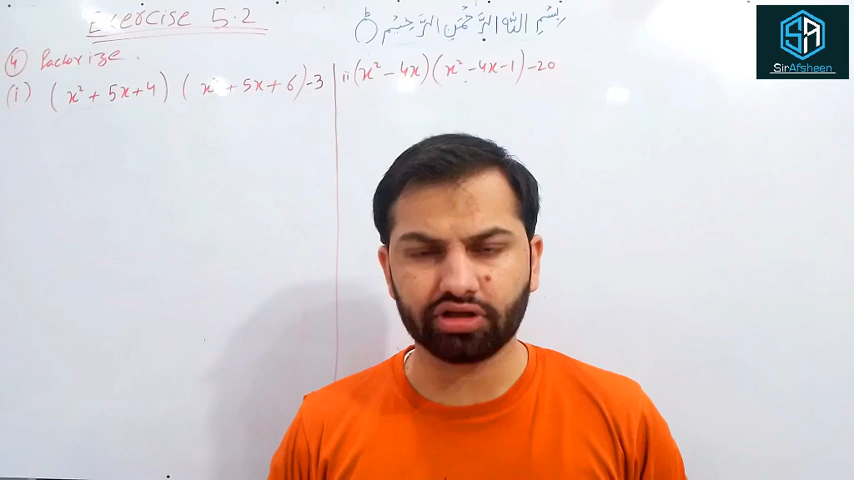 Exercise 5.2
بِسْمِ اللّٰهِ الرَّحْمٰنِ الرَّحِيْمِ
④ Factorize.
(i) (x² + 5x + 4) (x² + 5x + 6) - 3
ii (x² - 4x) (x² - 4x - 1) - 20
SA
SirAfsheen